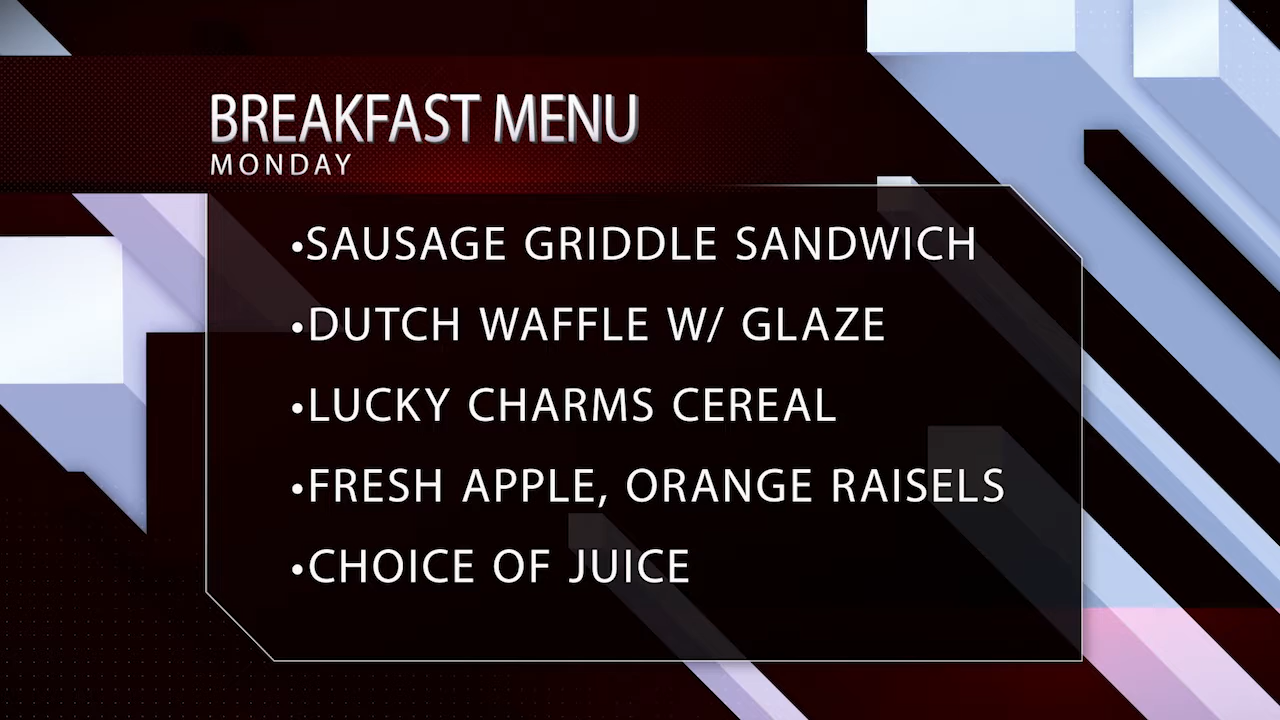 BREAKFAST MENU
MONDAY
•SAUSAGE GRIDDLE SANDWICH
•DUTCH WAFFLE W/ GLAZE
•LUCKY CHARMS CEREAL
•FRESH APPLE, ORANGE RAISELS
•CHOICE OF JUICE